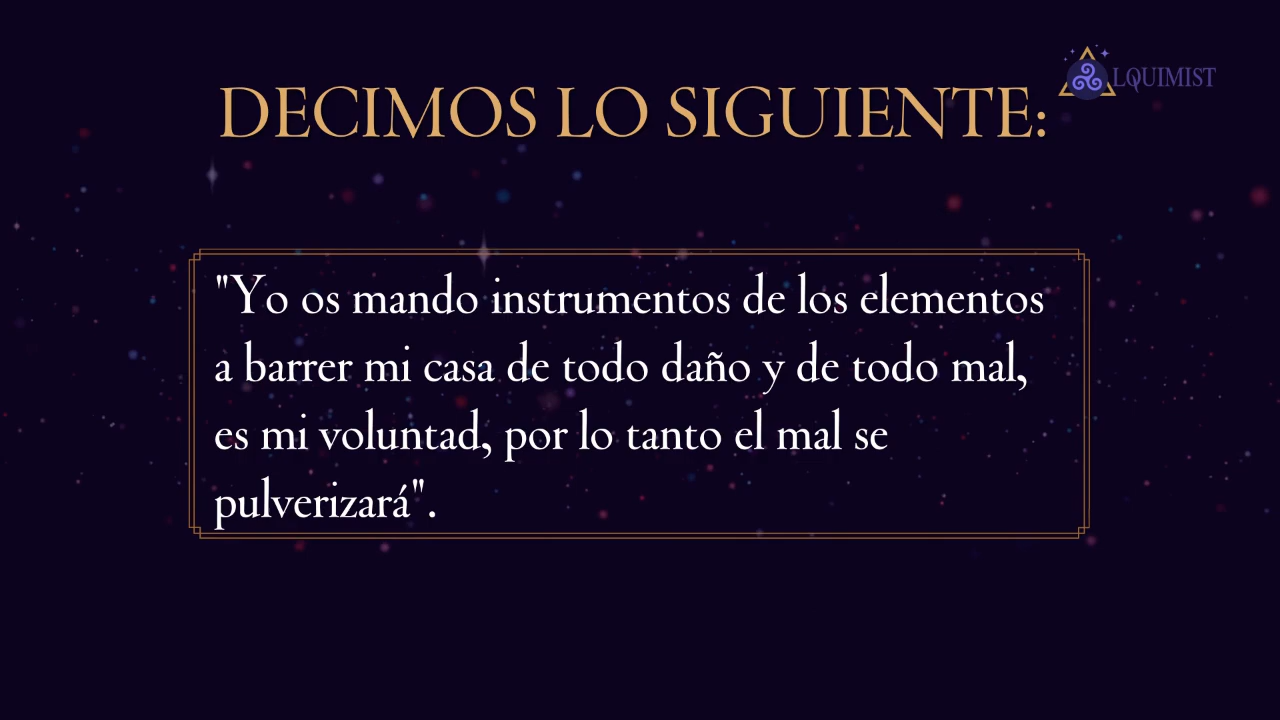 LQUIMIST
DECIMOS LO SIGUIENTE:
"Yo os mando instrumentos de los elementos
a barrer mi casa de todo daño y de todo mal,
es mi voluntad, por lo tanto el mal se
pulverizará".